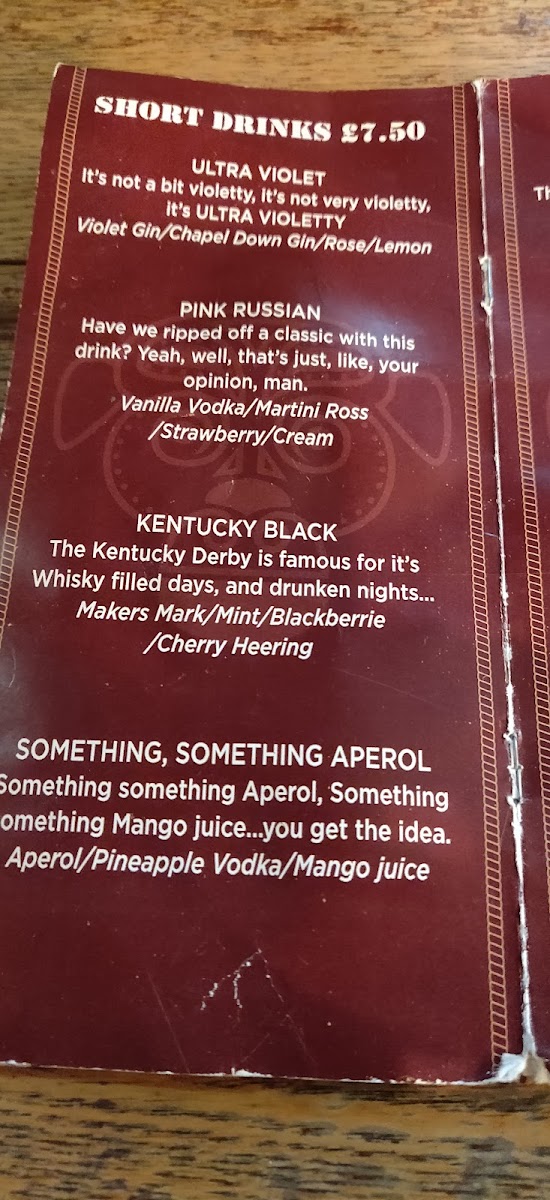 SHORT DRINKS £7.50
ULTRA VIOLET
It's not a bit violetty, it's not very violetty,
it's ULTRA VIOLETTY
Violet Gin/Chapel Down Gin/Rose/Lemon
PINK RUSSIAN
Have we ripped off a classic with this
drink? Yeah, well, that's just, like, your
opinion, man.
Vanilla Vodka/Martini Ross
/Strawberry/Cream
KENTUCKY BLACK
The Kentucky Derby is famous for it's
Whisky filled days, and drunken nights...
Makers Mark/Mint/Blackberrie
/Cherry Heering
SOMETHING, SOMETHING APEROL
Something something Aperol, Something
omething Mango juice...you get the idea.
Aperol/Pineapple Vodka/Mango juice